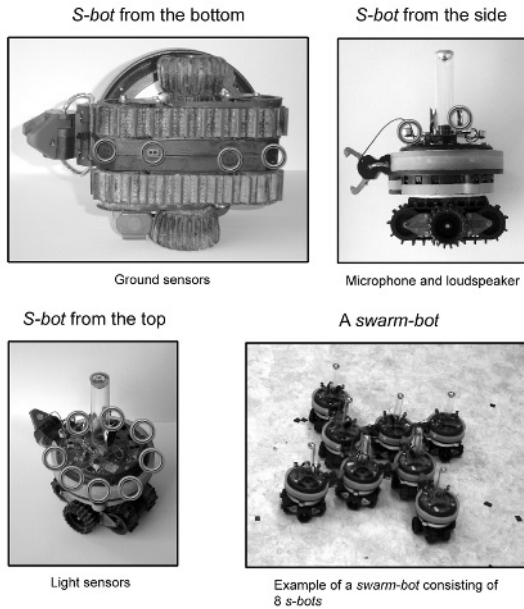 S-bot from the bottom
S-bot from the side
Ground sensors
Microphone and loudspeaker
S-bot from the top
A swarm-bot
Light sensors
Example of a swarm-bot consisting of
8 s-bots